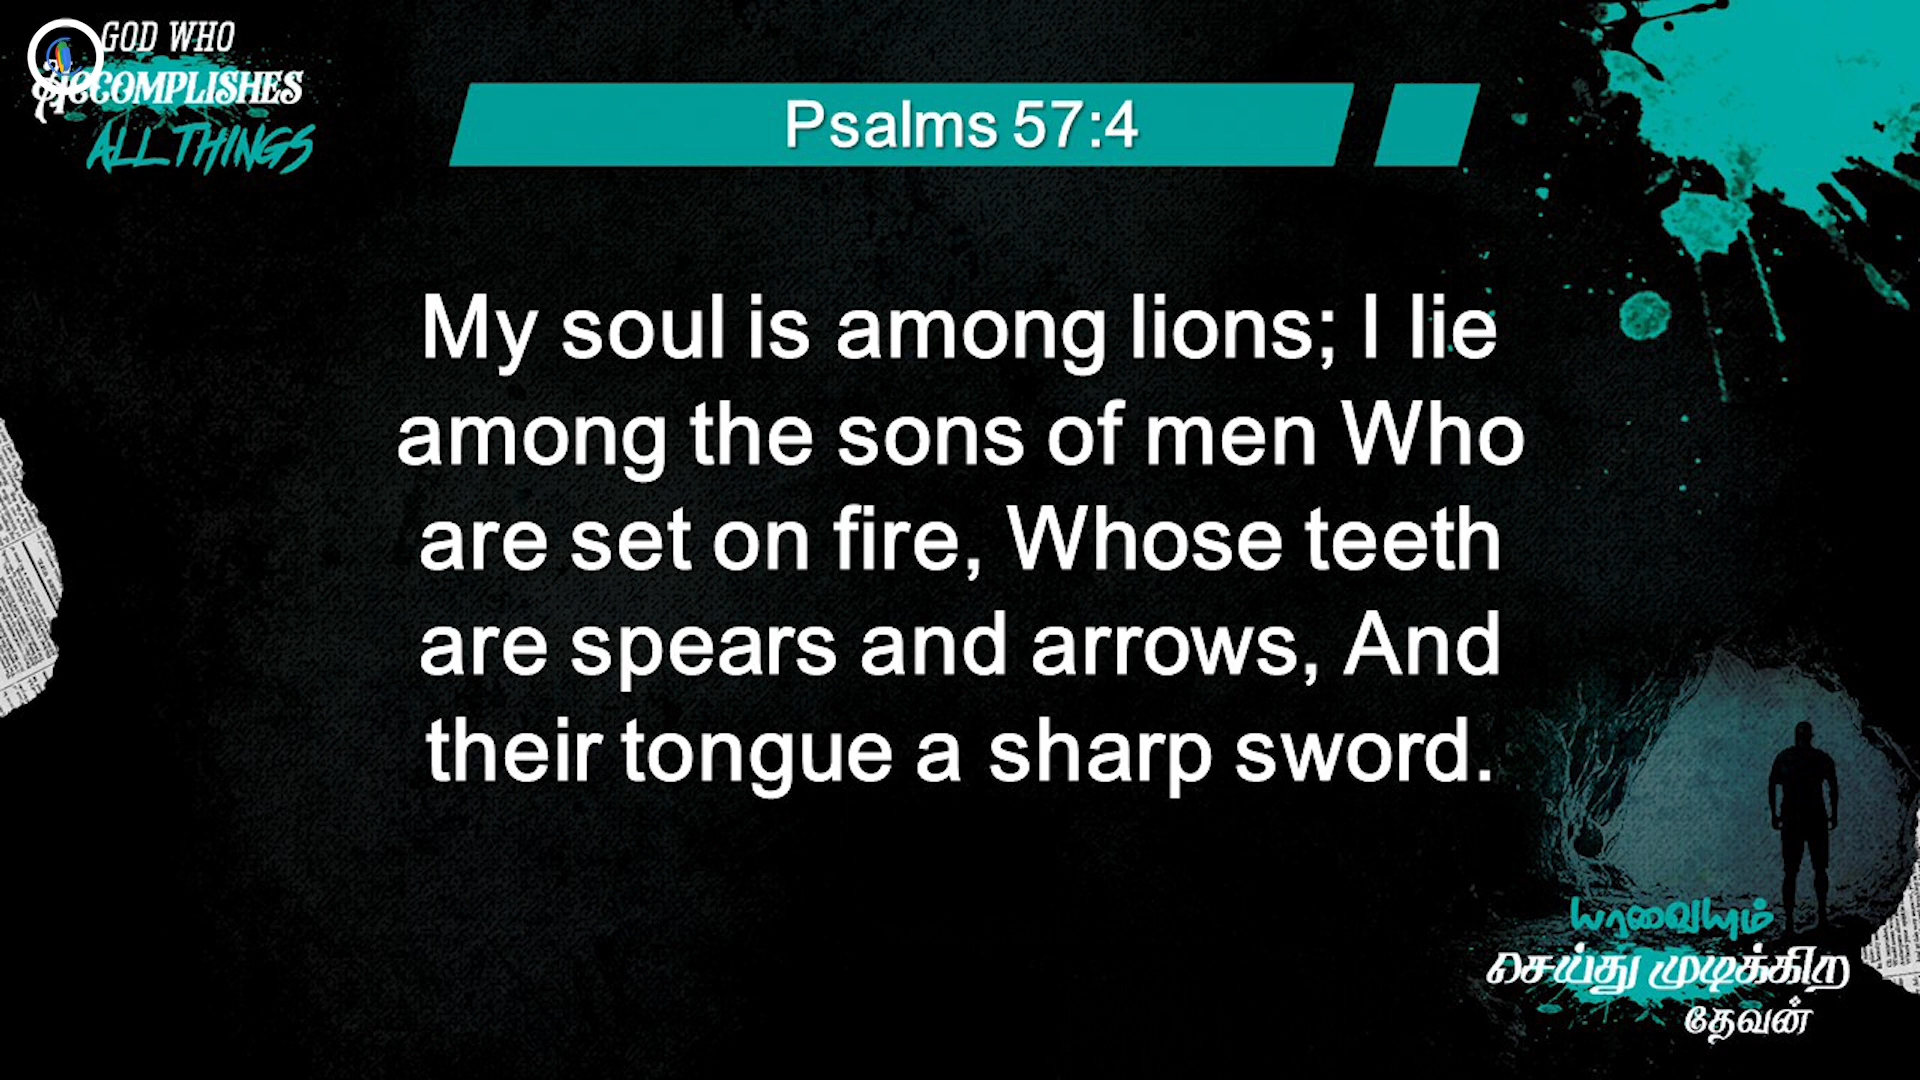 GOD WHO
ACCOMPLISHES
ALL THINGS
Psalms 57:4
My soul is among lions; I lie
among the sons of men Who
are set on fire, Whose teeth
are spears and arrows, And
their tongue a sharp sword.
யாவையும்
செய்து முடிக்கிற
தேவன்